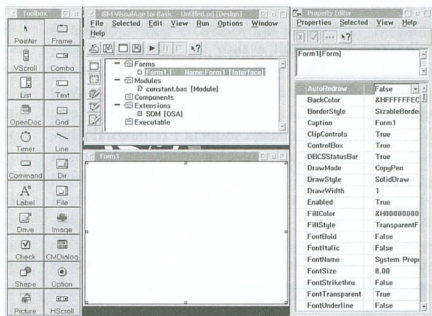 Toolbox
Pointer Frame
VScroll Combo
List Text
OpenDoc Grid
Timer Line
Command Dir
Label File
Drive Image
Check CMDialog
Shape Option
Picture HScroll
IBM VisualAge for Basic - Untitled.prj [Design]
File Selected Edit View Run Options Window
Help
Forms
Form1.f Name:Form1 [Interface]
Modules
constant.bas [Module]
Components
Extensions
SOM [OSA]
Executable
Form1
Property Editor
Properties Selected View Help
Form1[Form]
AutoRedraw False
BackColor &HFFFFFFEC
BorderStyle SizableBorder
Caption Form1
ClipControls True
ControlBox True
DBCSStatusBar True
DrawMode CopyPen
DrawStyle SolidDraw
DrawWidth 1
Enabled True
FillColor &H00000000
FillStyle TransparentF
FontBold False
FontItalic False
FontName System Prope
FontSize 8.00
FontStrikethru False
FontTransparent True
FontUnderline False